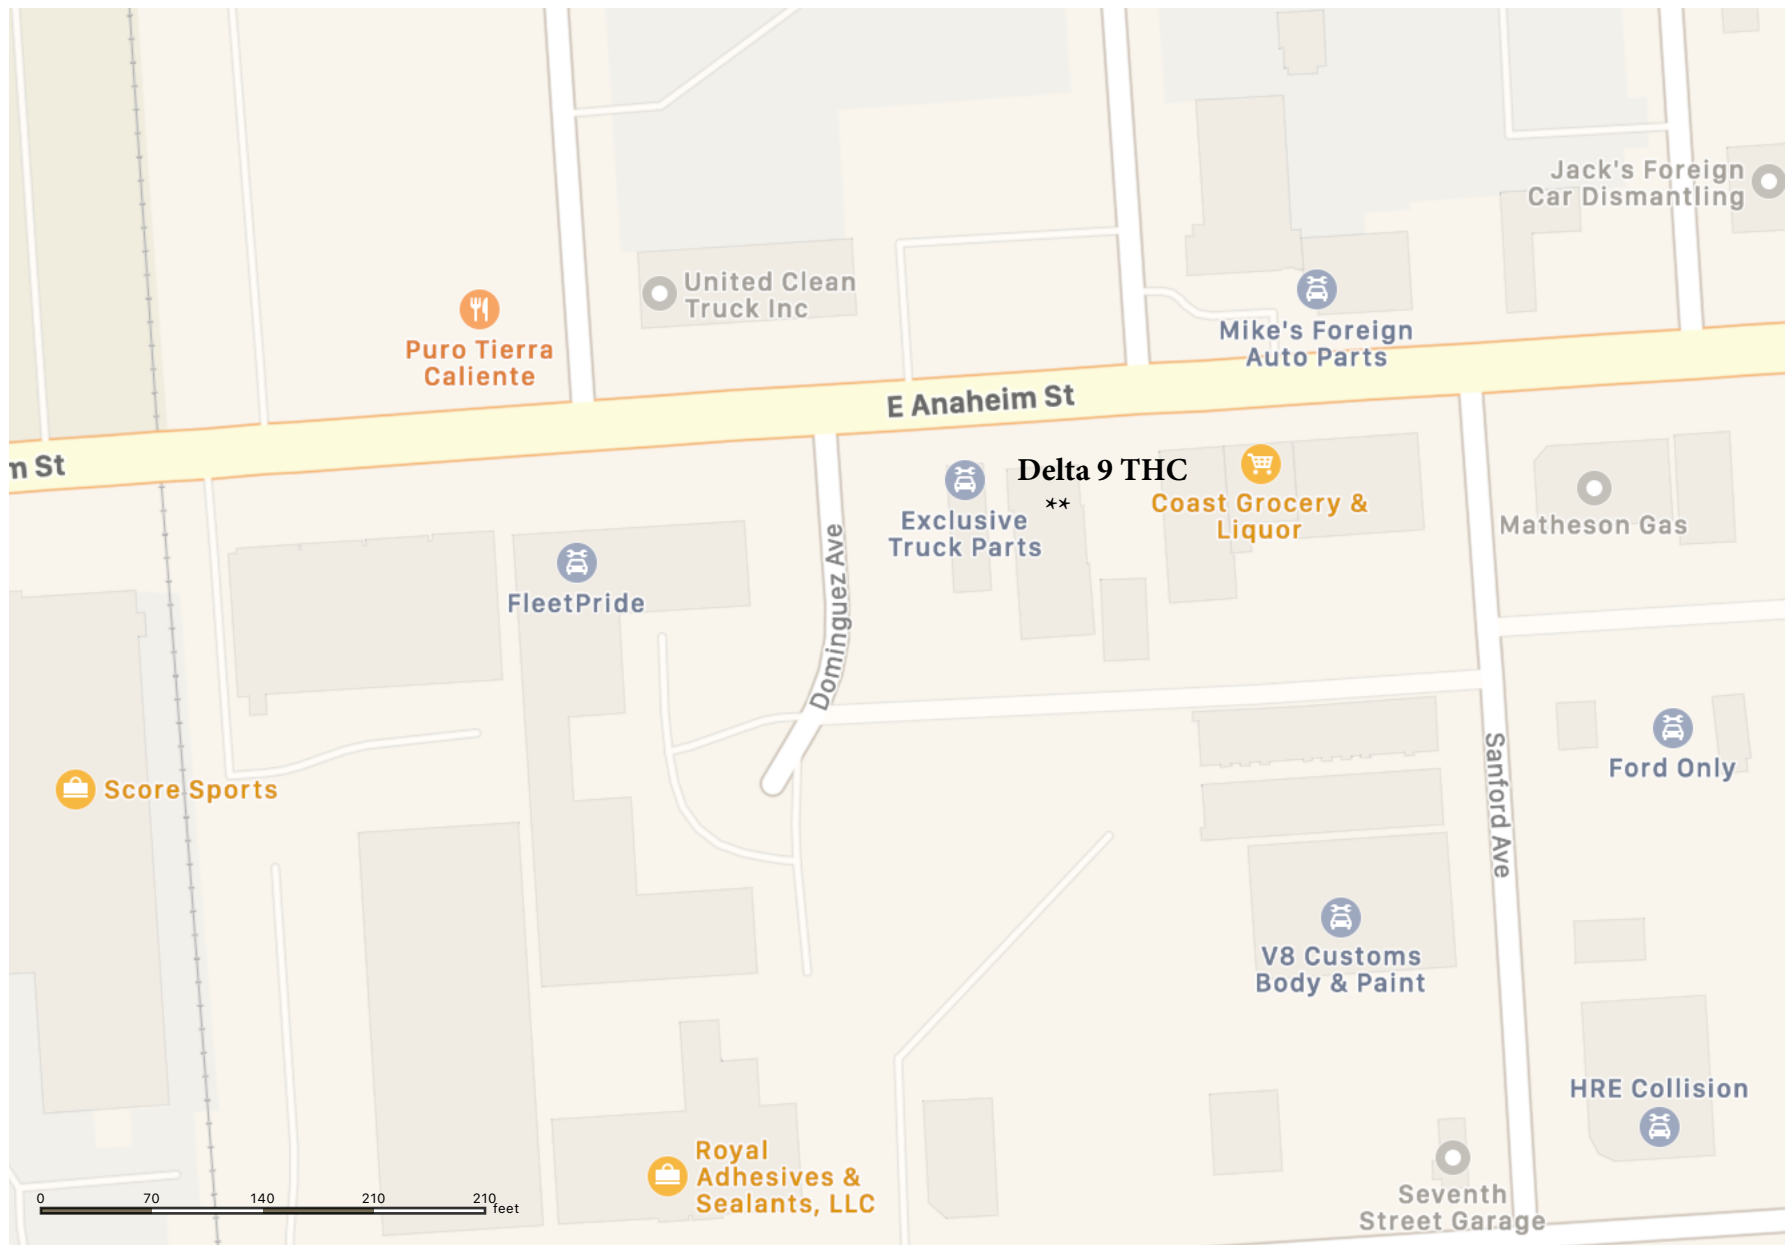 Jack's Foreign
Car Dismantling
United Clean
Truck Inc
Puro Tierra
Caliente
Mike's Foreign
Auto Parts
E Anaheim St
m St
Delta 9 THC
**
Exclusive
Truck Parts
Coast Grocery &
Liquor
Matheson Gas
FleetPride
Dominguez Ave
Score Sports
Sanford Ave
Ford Only
V8 Customs
Body & Paint
HRE Collision
Royal
Adhesives &
Sealants, LLC
Seventh
Street Garage
0 70 140 210 210
feet